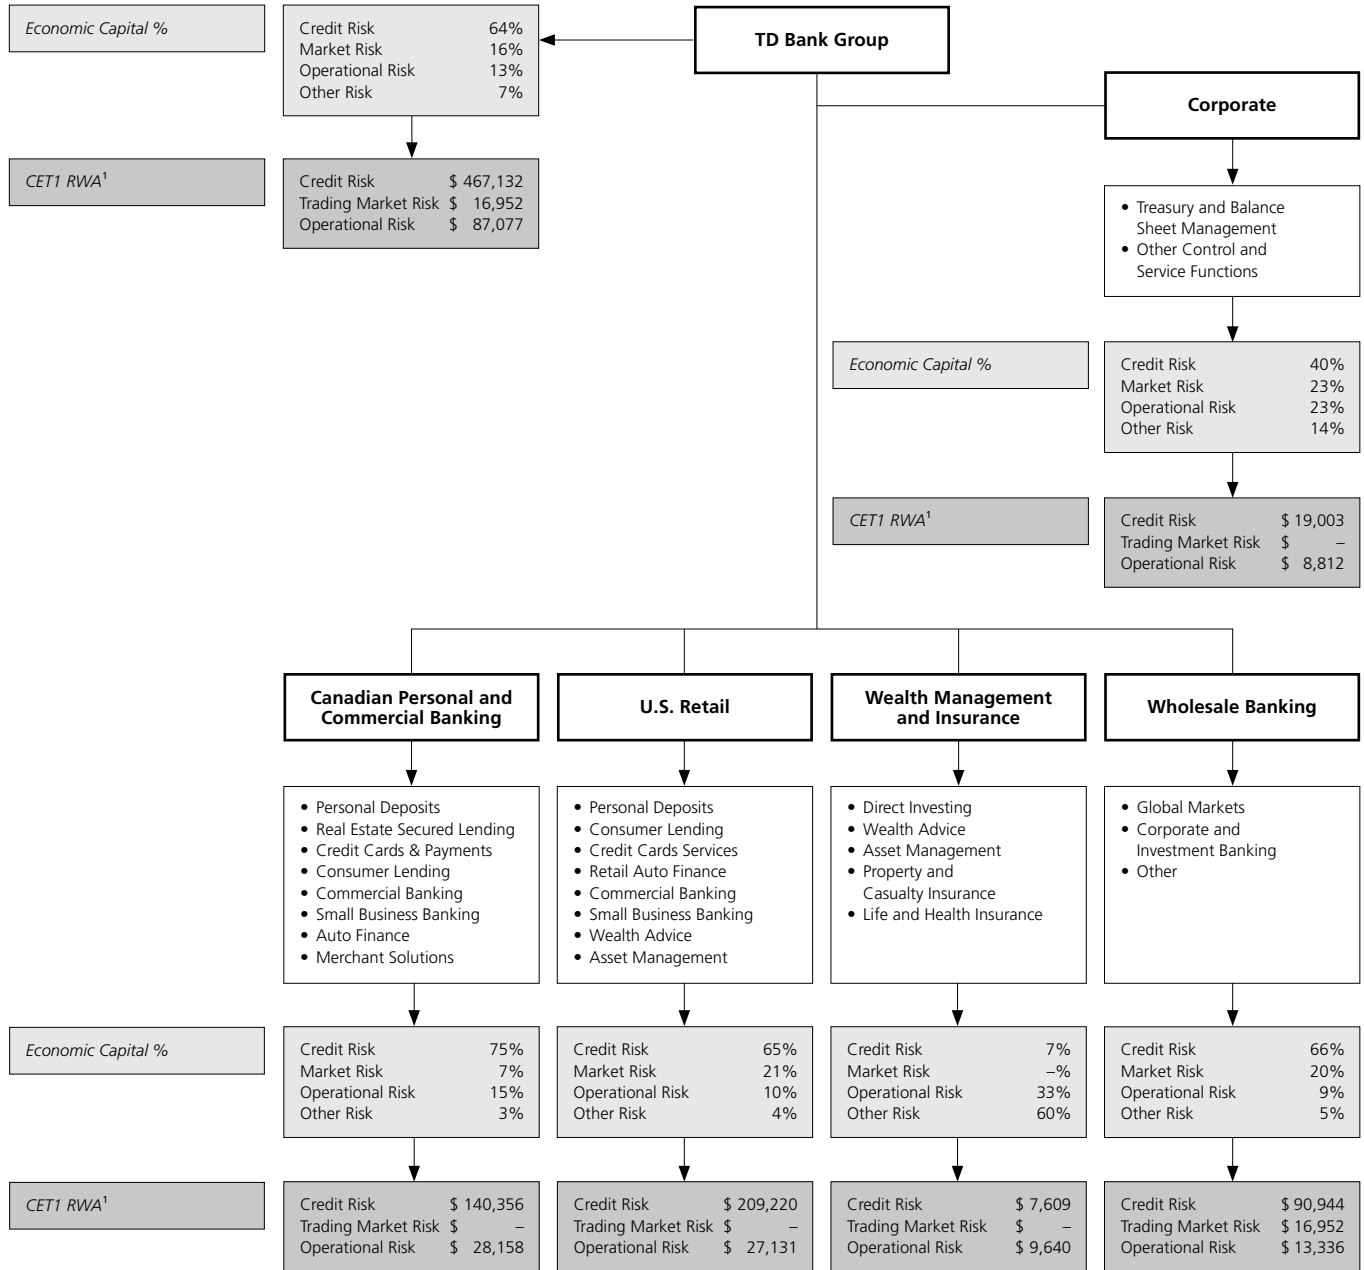 Economic Capital %
Credit Risk 64%
Market Risk 16%
Operational Risk 13%
Other Risk 7%
TD Bank Group
Corporate
CET1 RWA¹
Credit Risk $ 467,132
Trading Market Risk $ 16,952
Operational Risk $ 87,077
• Treasury and Balance
Sheet Management
• Other Control and
Service Functions
Economic Capital %
Credit Risk 40%
Market Risk 23%
Operational Risk 23%
Other Risk 14%
CET1 RWA¹
Credit Risk $ 19,003
Trading Market Risk $ –
Operational Risk $ 8,812
Canadian Personal and
Commercial Banking
U.S. Retail
Wealth Management
and Insurance
Wholesale Banking
• Personal Deposits
• Real Estate Secured Lending
• Credit Cards & Payments
• Consumer Lending
• Commercial Banking
• Small Business Banking
• Auto Finance
• Merchant Solutions
• Personal Deposits
• Consumer Lending
• Credit Cards Services
• Retail Auto Finance
• Commercial Banking
• Small Business Banking
• Wealth Advice
• Asset Management
• Direct Investing
• Wealth Advice
• Asset Management
• Property and
Casualty Insurance
• Life and Health Insurance
• Global Markets
• Corporate and
Investment Banking
• Other
Economic Capital %
Credit Risk 75%
Market Risk 7%
Operational Risk 15%
Other Risk 3%
Credit Risk 65%
Market Risk 21%
Operational Risk 10%
Other Risk 4%
Credit Risk 7%
Market Risk –%
Operational Risk 33%
Other Risk 60%
Credit Risk 66%
Market Risk 20%
Operational Risk 9%
Other Risk 5%
CET1 RWA¹
Credit Risk $ 140,356
Trading Market Risk $ –
Operational Risk $ 28,158
Credit Risk $ 209,220
Trading Market Risk $ –
Operational Risk $ 27,131
Credit Risk $ 7,609
Trading Market Risk $ –
Operational Risk $ 9,640
Credit Risk $ 90,944
Trading Market Risk $ 16,952
Operational Risk $ 13,336